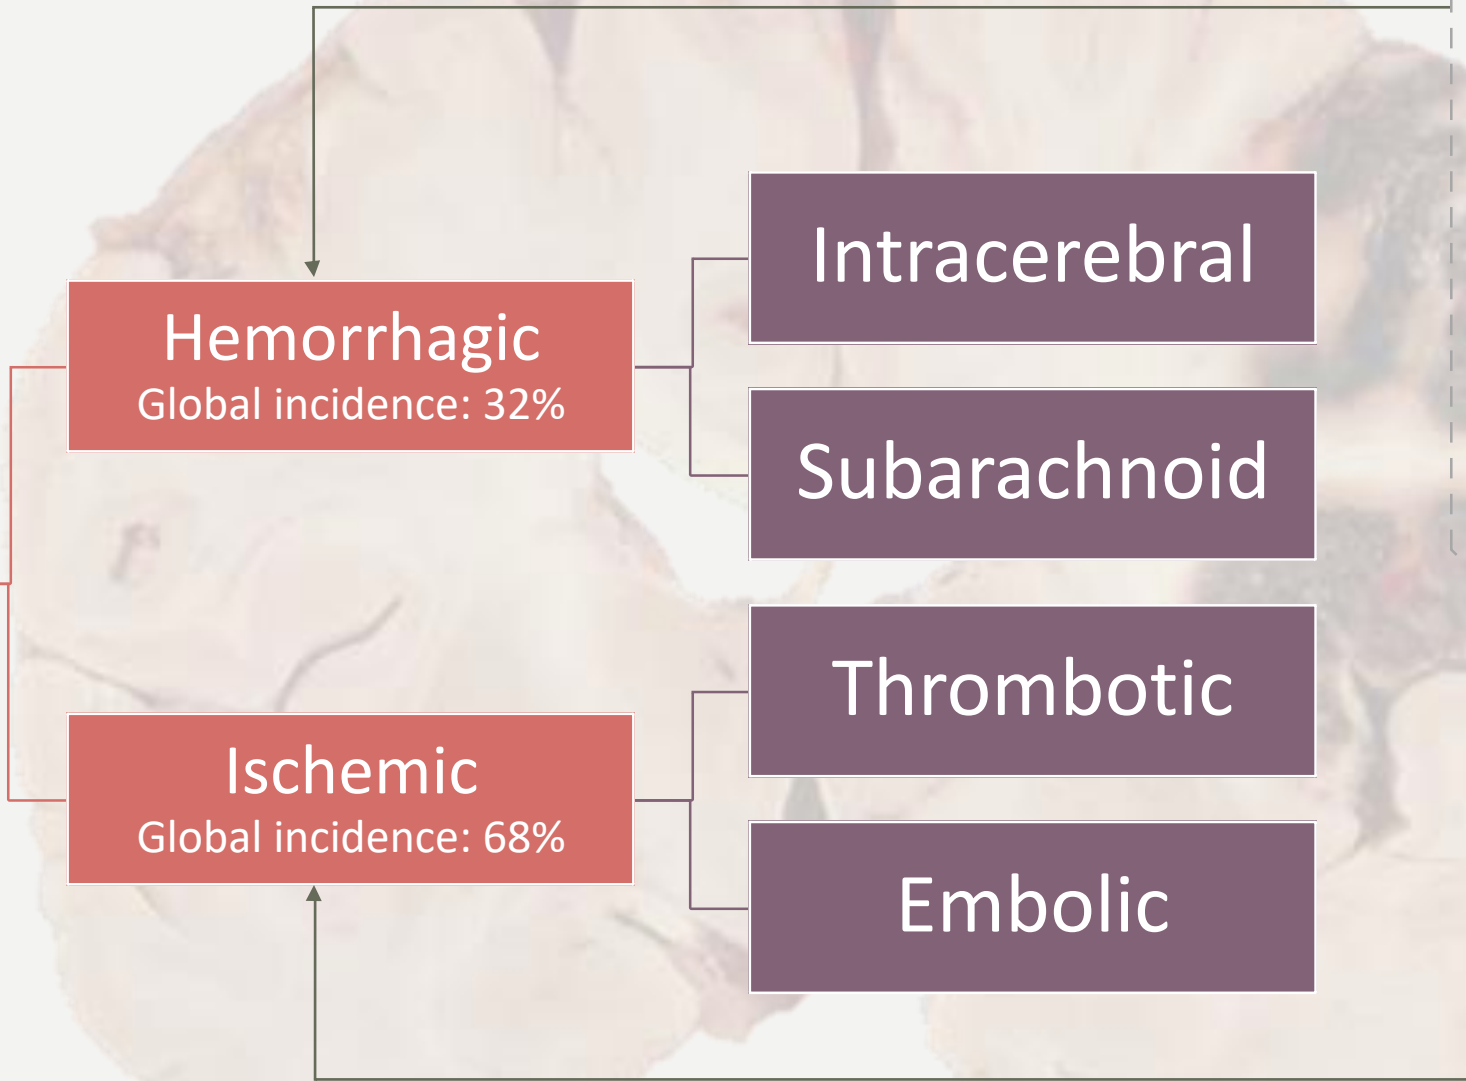 Hemorrhagic
Global incidence: 32%
Intracerebral
Subarachnoid
Ischemic
Global incidence: 68%
Thrombotic
Embolic